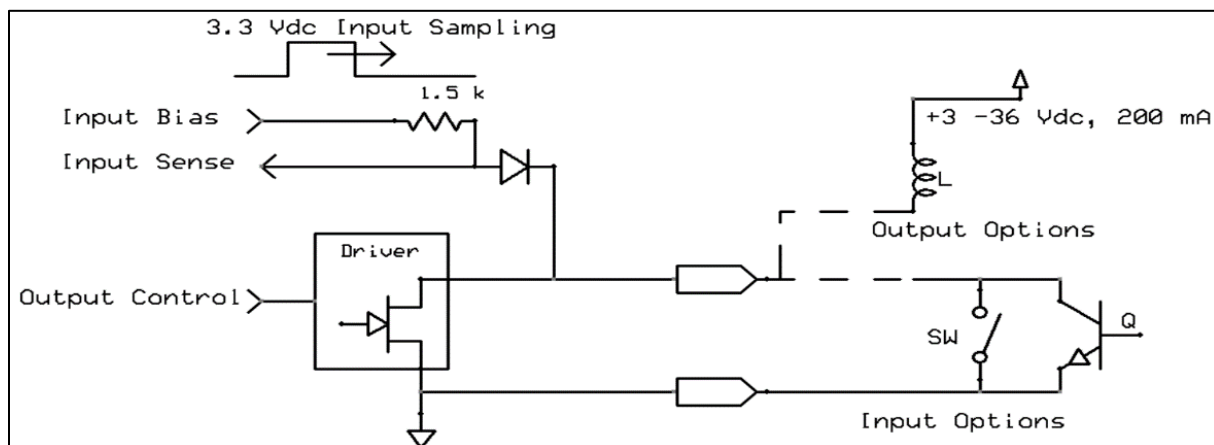 3.3 Vdc Input Sampling
1.5 k
Input Bias
+3 -36 Vdc, 200 mA
Input Sense
L
Output Options
Driver
Output Control
SW
Q
Input Options